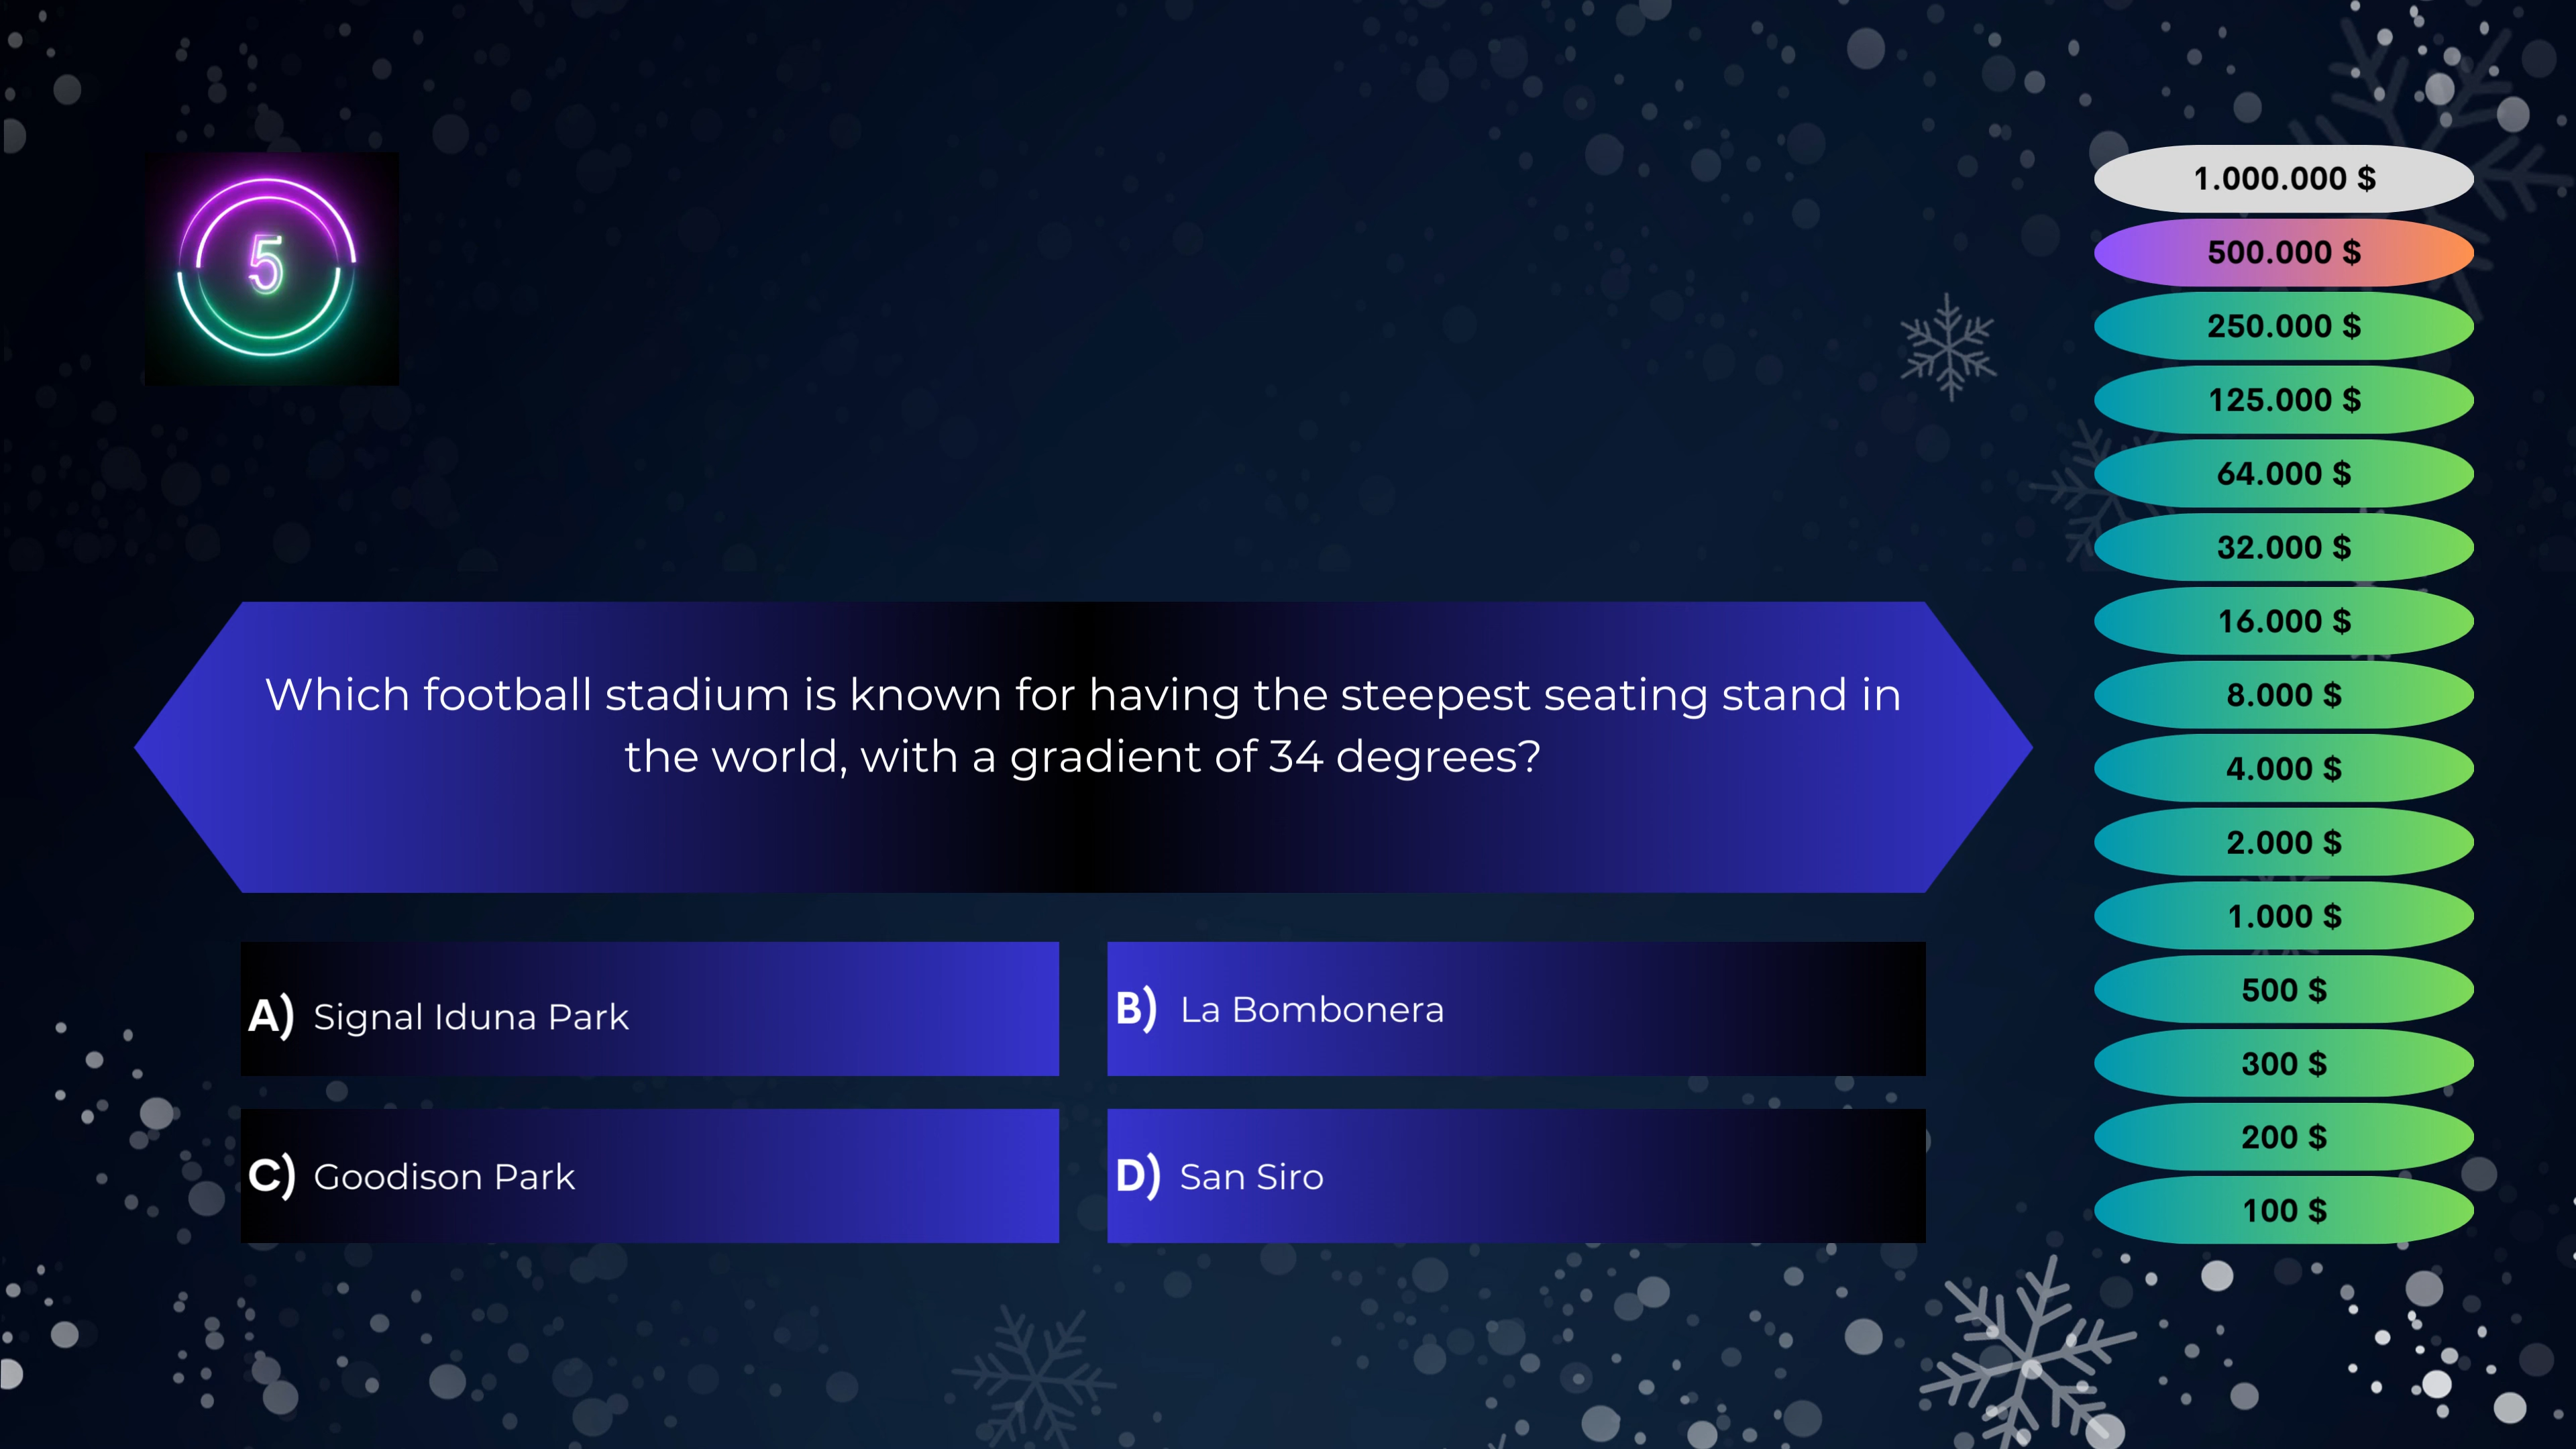 5
Which football stadium is known for having the steepest seating stand in
the world, with a gradient of 34 degrees?
A) Signal Iduna Park
B) La Bombonera
C) Goodison Park
D) San Siro
1.000.000 $
500.000 $
250.000 $
125.000 $
64.000 $
32.000 $
16.000 $
8.000 $
4.000 $
2.000 $
1.000 $
500 $
300 $
200 $
100 $